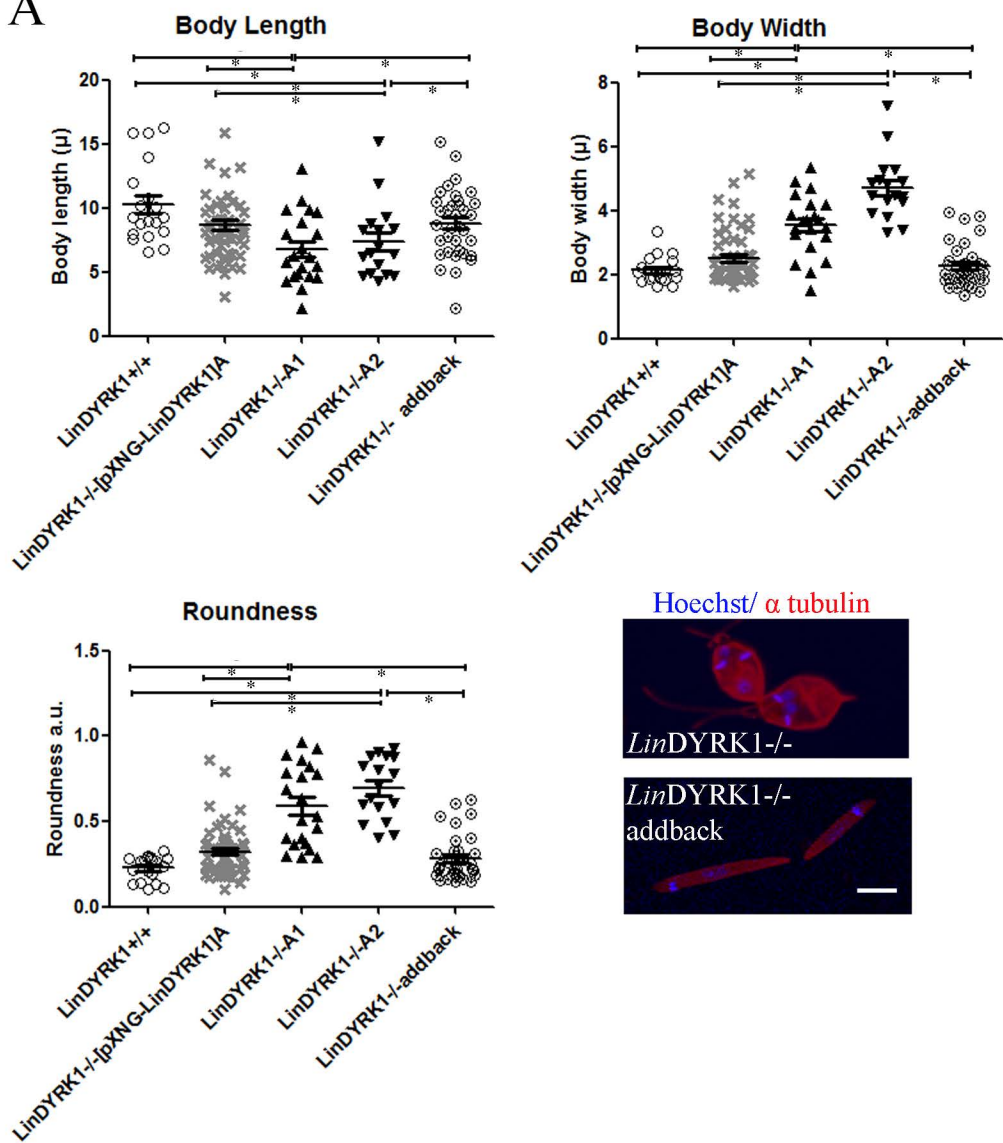 A
Body Length
Body length (µ)
20
15
10
5
0
* *
*
* *
*
LinDYRK1+/+
LinDYRK1-/-[pXNG-LinDYRK1]A
LinDYRK1-/-A1
LinDYRK1-/-A2
LinDYRK1-/- addback
Body Width
Body width (µ)
8
6
4
2
0
* *
*
* *
*
LinDYRK1+/+
LinDYRK1-/-[pXNG-LinDYRK1]A
LinDYRK1-/-A1
LinDYRK1-/-A2
LinDYRK1-/-addback
Roundness
Roundness a.u.
1.5
1.0
0.5
0.0
* *
*
* *
*
LinDYRK1+/+
LinDYRK1-/-[pXNG-LinDYRK1]A
LinDYRK1-/-A1
LinDYRK1-/-A2
LinDYRK1-/-addback
Hoechst/ α tubulin
LinDYRK1-/-
LinDYRK1-/-
addback